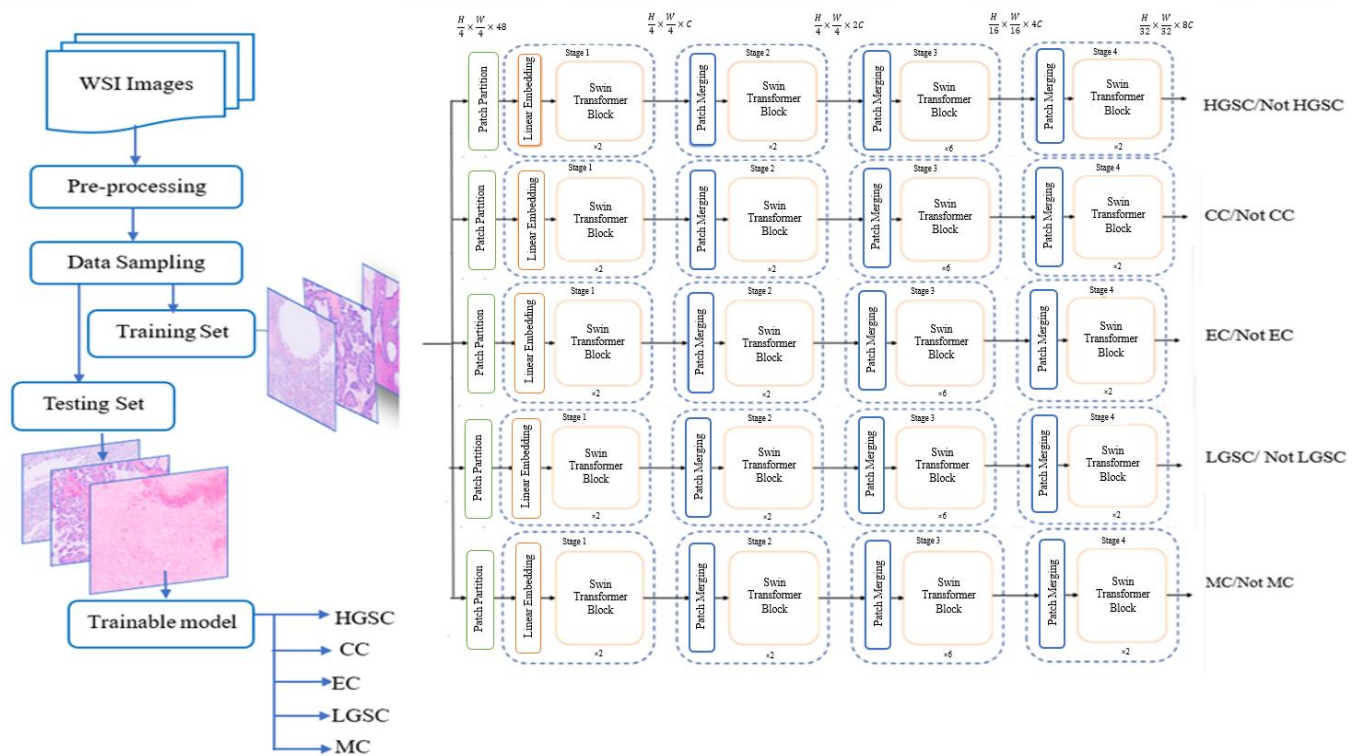 WSI Images
Pre-processing
Data Sampling
Training Set
Testing Set
Trainable model
HGSC
CC
EC
LGSC
MC
H/4 × W/4 × 48
H/4 × W/4 × C
H/4 × W/4 × 2C
H/16 × W/16 × 4C
H/32 × W/32 × 8C
Patch Partition
Stage 1
Linear Embedding
Swin
Transformer
Block
×2
Stage 2
Patch Merging
Swin
Transformer
Block
×2
Stage 3
Patch Merging
Swin
Transformer
Block
×6
Stage 4
Patch Merging
Swin
Transformer
Block
×2
HGSC/Not HGSC
Patch Partition
Stage 1
Linear Embedding
Swin
Transformer
Block
×2
Stage 2
Patch Merging
Swin
Transformer
Block
×2
Stage 3
Patch Merging
Swin
Transformer
Block
×6
Stage 4
Patch Merging
Swin
Transformer
Block
×2
CC/Not CC
Patch Partition
Stage 1
Linear Embedding
Swin
Transformer
Block
×2
Stage 2
Patch Merging
Swin
Transformer
Block
×2
Stage 3
Patch Merging
Swin
Transformer
Block
×6
Stage 4
Patch Merging
Swin
Transformer
Block
×2
EC/Not EC
Patch Partition
Stage 1
Linear Embedding
Swin
Transformer
Block
×2
Stage 2
Patch Merging
Swin
Transformer
Block
×2
Stage 3
Patch Merging
Swin
Transformer
Block
×6
Stage 4
Patch Merging
Swin
Transformer
Block
×2
LGSC/ Not LGSC
Patch Partition
Stage 1
Linear Embedding
Swin
Transformer
Block
×2
Stage 2
Patch Merging
Swin
Transformer
Block
×2
Stage 3
Patch Merging
Swin
Transformer
Block
×6
Stage 4
Patch Merging
Swin
Transformer
Block
×2
MC/Not MC